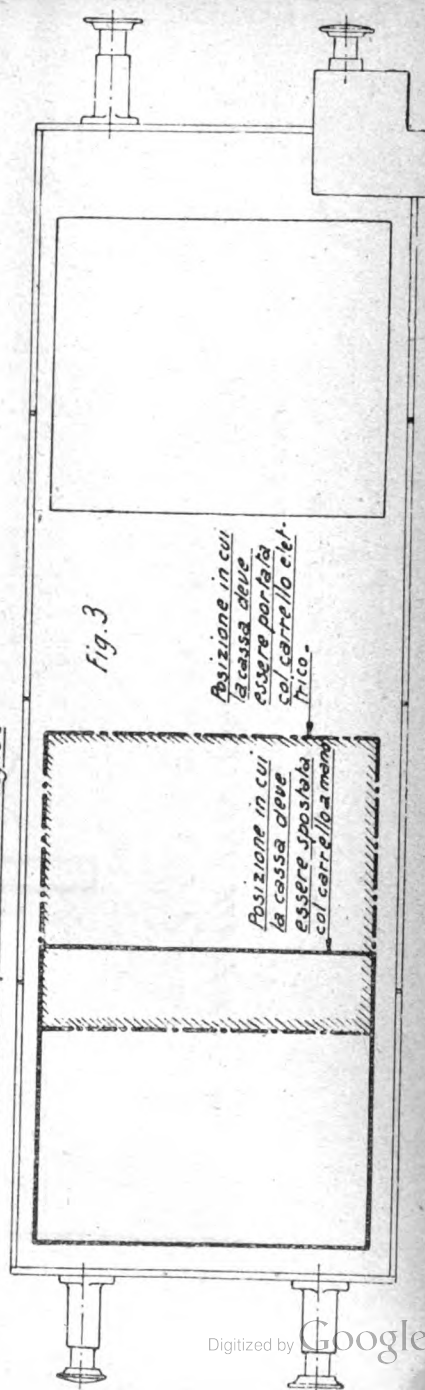 Fig. 3
Posizione in cui
la cassa deve
essere portata
col carrello elet-
trico.
Posizione in cui
la cassa deve
essere spostata
col carrello a mano
Digitized by Google